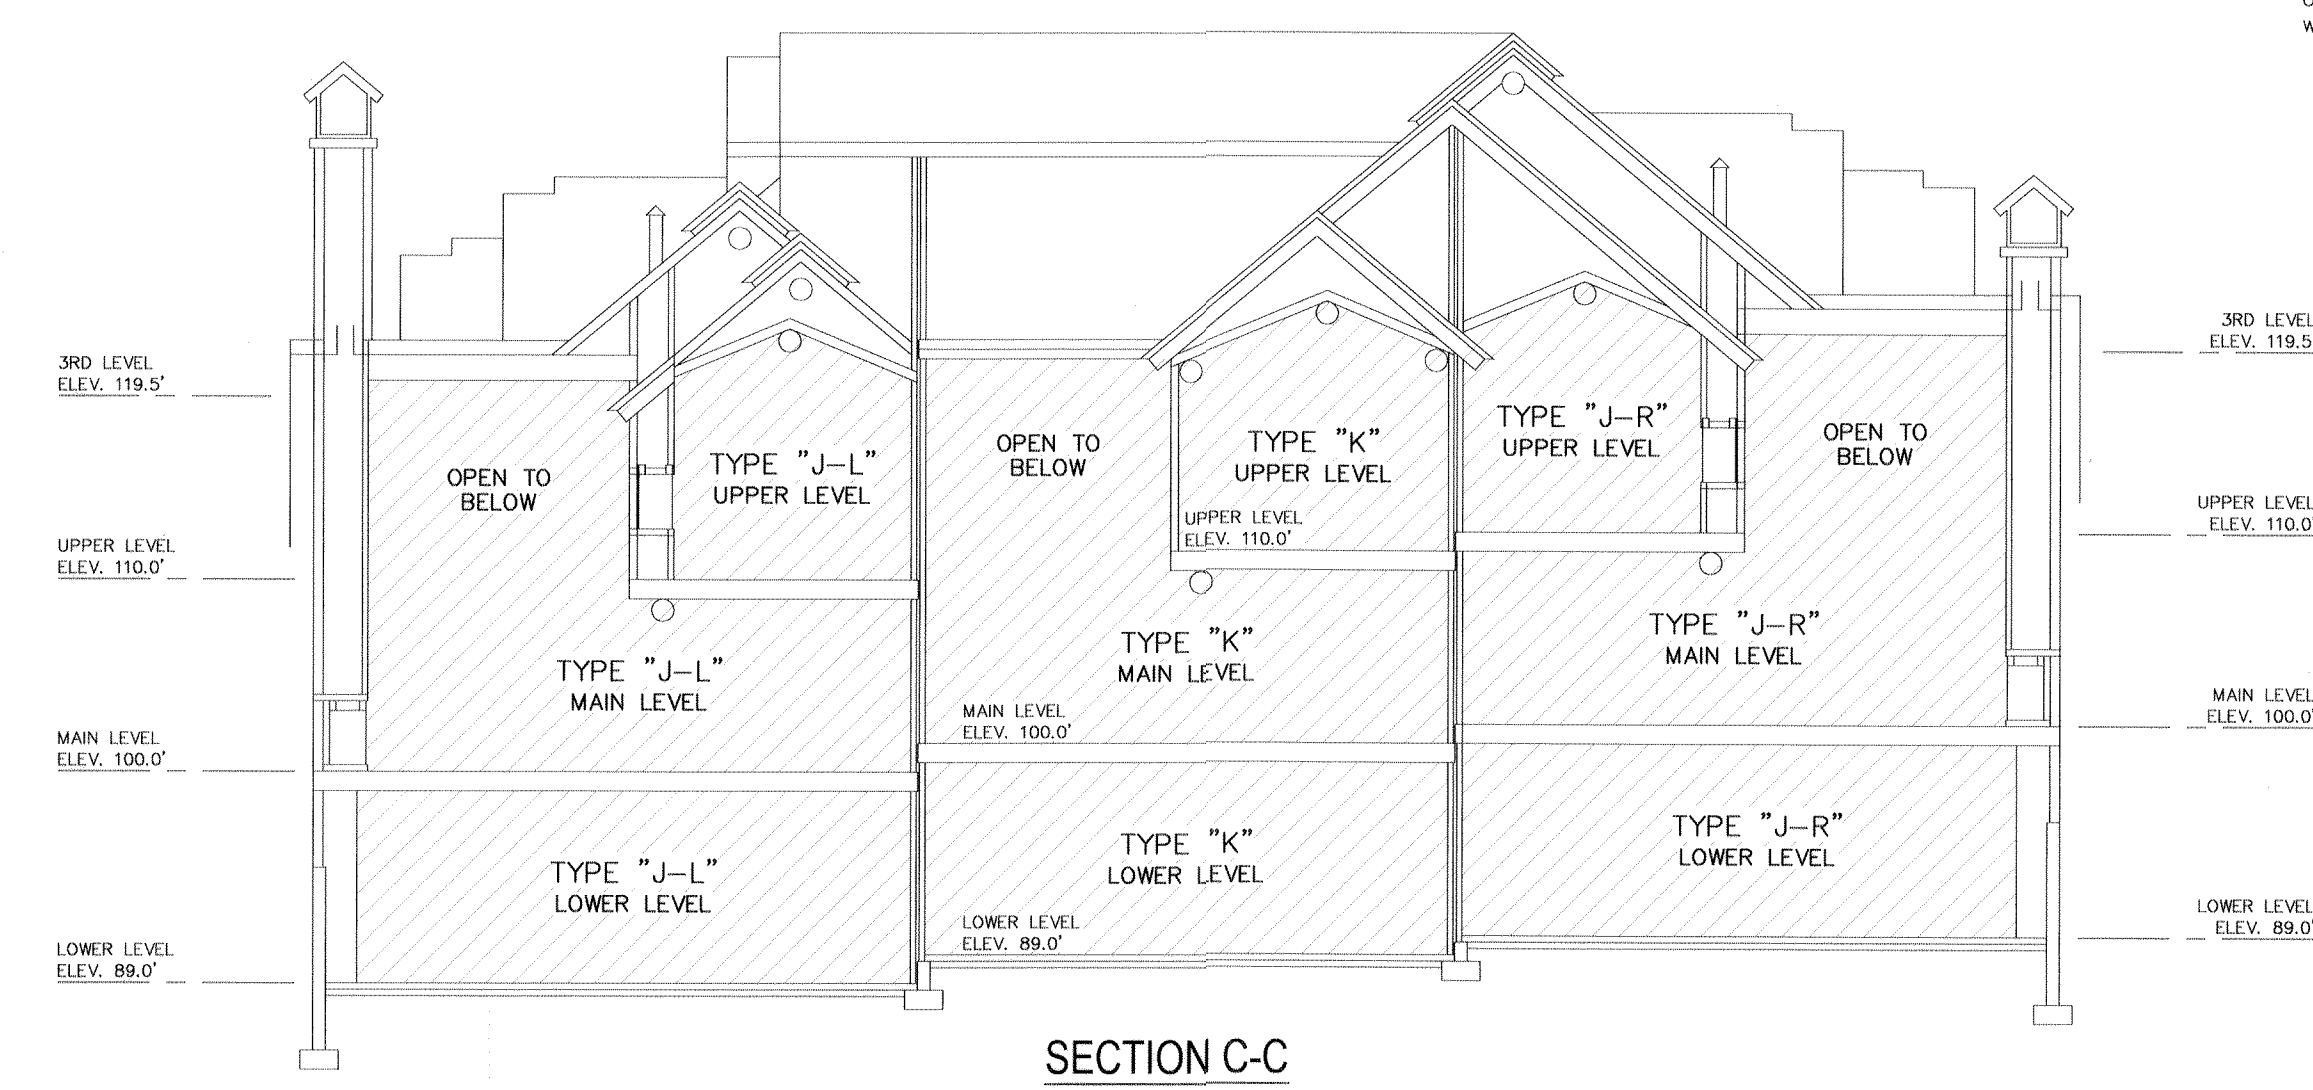 3RD LEVEL
ELEV. 119.5'
UPPER LEVEL
ELEV. 110.0'
MAIN LEVEL
ELEV. 100.0'
LOWER LEVEL
ELEV. 89.0'
OPEN TO
BELOW
TYPE "J-L"
UPPER LEVEL
TYPE "J-L"
MAIN LEVEL
TYPE "J-L"
LOWER LEVEL
OPEN TO
BELOW
TYPE "K"
UPPER LEVEL
UPPER LEVEL
ELEV. 110.0'
TYPE "K"
MAIN LEVEL
MAIN LEVEL
ELEV. 100.0'
TYPE "K"
LOWER LEVEL
LOWER LEVEL
ELEV. 89.0'
TYPE "J-R"
UPPER LEVEL
OPEN TO
BELOW
TYPE "J-R"
MAIN LEVEL
TYPE "J-R"
LOWER LEVEL
3RD LEVEL
ELEV. 119.5
UPPER LEVEL
ELEV. 110.0'
MAIN LEVEL
ELEV. 100.0'
LOWER LEVEL
ELEV. 89.0'
SECTION C-C